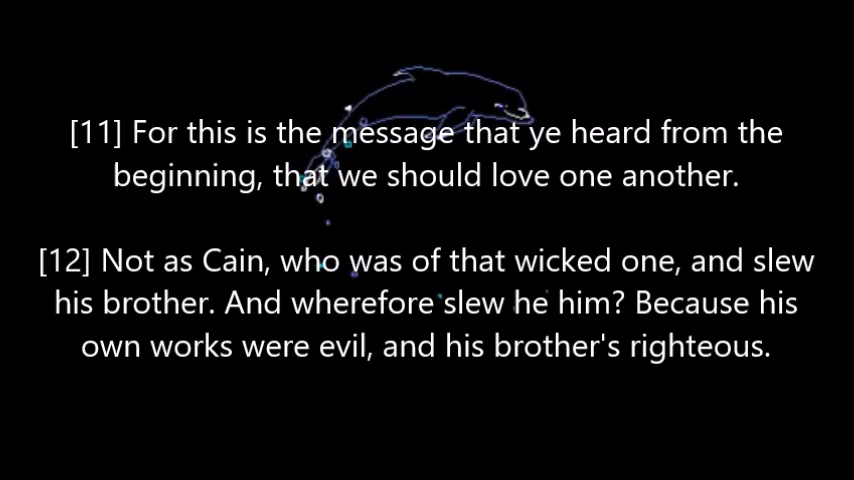 [11] For this is the message that ye heard from the
beginning, that we should love one another.
[12] Not as Cain, who was of that wicked one, and slew
his brother. And wherefore slew he him? Because his
own works were evil, and his brother's righteous.